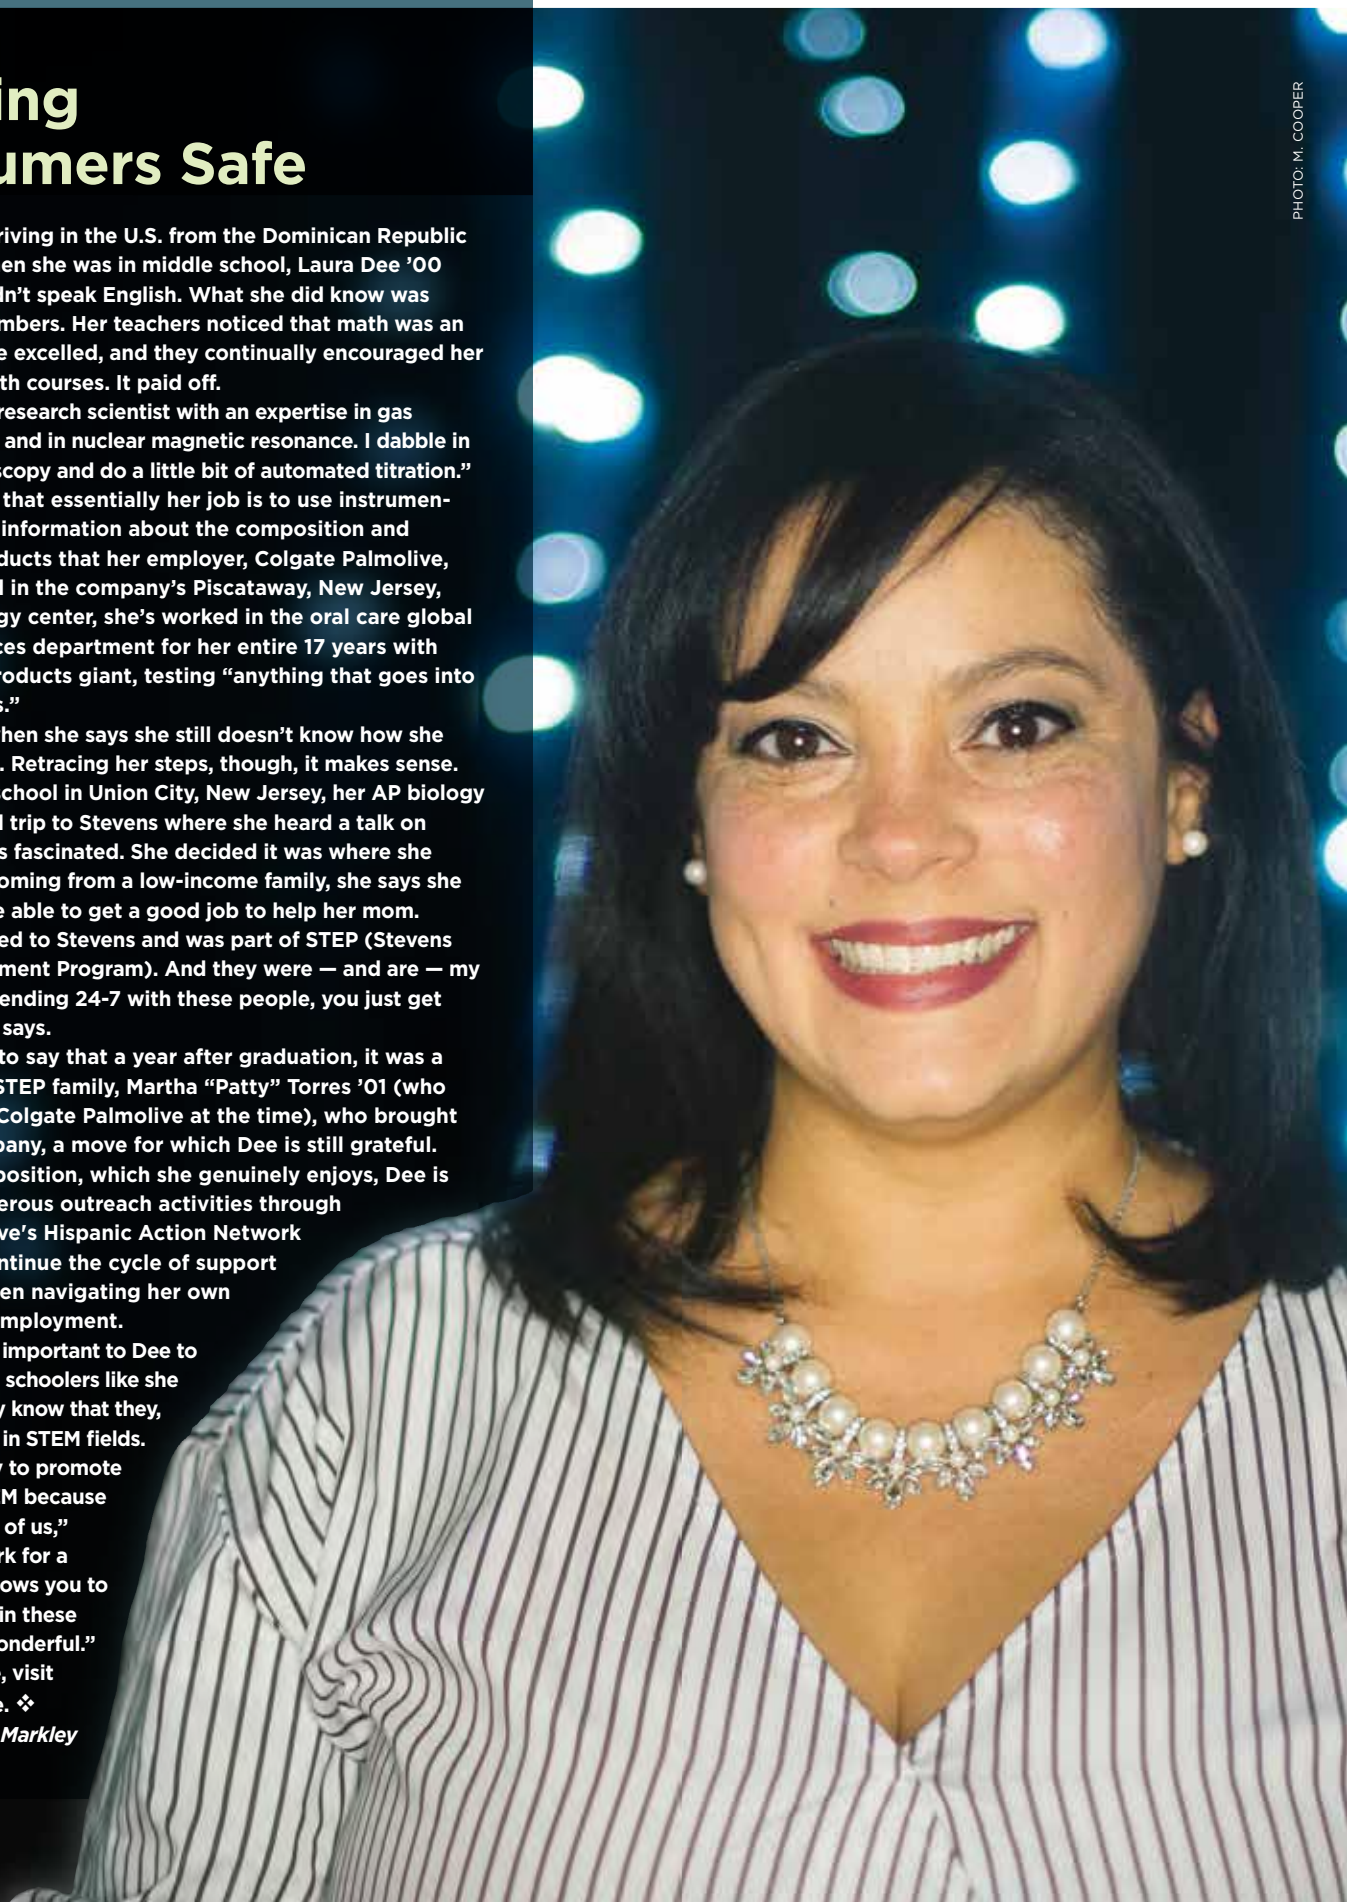 ing
umers Safe
riving in the U.S. from the Dominican Republic
en she was in middle school, Laura Dee ’00
dn’t speak English. What she did know was
mbers. Her teachers noticed that math was an
e excelled, and they continually encouraged her
th courses. It paid off.
research scientist with an expertise in gas
and in nuclear magnetic resonance. I dabble in
scopy and do a little bit of automated titration.”
that essentially her job is to use instrumen-
information about the composition and
ducts that her employer, Colgate Palmolive,
l in the company’s Piscataway, New Jersey,
gy center, she’s worked in the oral care global
ces department for her entire 17 years with
roducts giant, testing “anything that goes into
s.”
hen she says she still doesn’t know how she
. Retracing her steps, though, it makes sense.
school in Union City, New Jersey, her AP biology
l trip to Stevens where she heard a talk on
s fascinated. She decided it was where she
oming from a low-income family, she says she
e able to get a good job to help her mom.
ed to Stevens and was part of STEP (Stevens
ment Program). And they were — and are — my
ending 24-7 with these people, you just get
says.
to say that a year after graduation, it was a
STEP family, Martha “Patty” Torres ’01 (who
Colgate Palmolive at the time), who brought
pany, a move for which Dee is still grateful.
position, which she genuinely enjoys, Dee is
erous outreach activities through
ve's Hispanic Action Network
ntinue the cycle of support
en navigating her own
mployment.
important to Dee to
schoolers like she
y know that they,
in STEM fields.
y to promote
EM because
of us,”
rk for a
ows you to
in these
onderful.”
, visit
e. ❖
Markley
PHOTO: M. COOPER